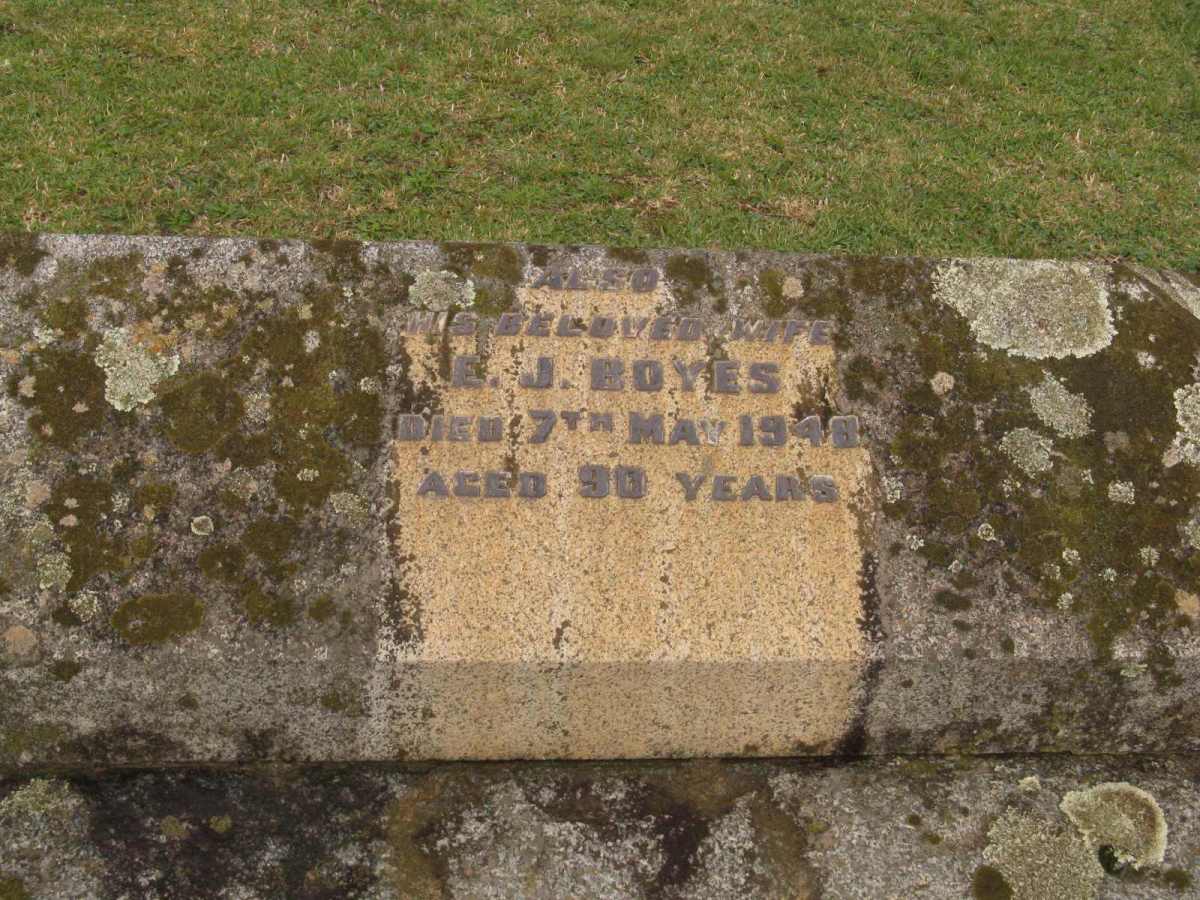 ALSO
HIS BELOVED WIFE
E. J. BOYES
DIED 7TH MAY 1948
AGED 90 YEARS